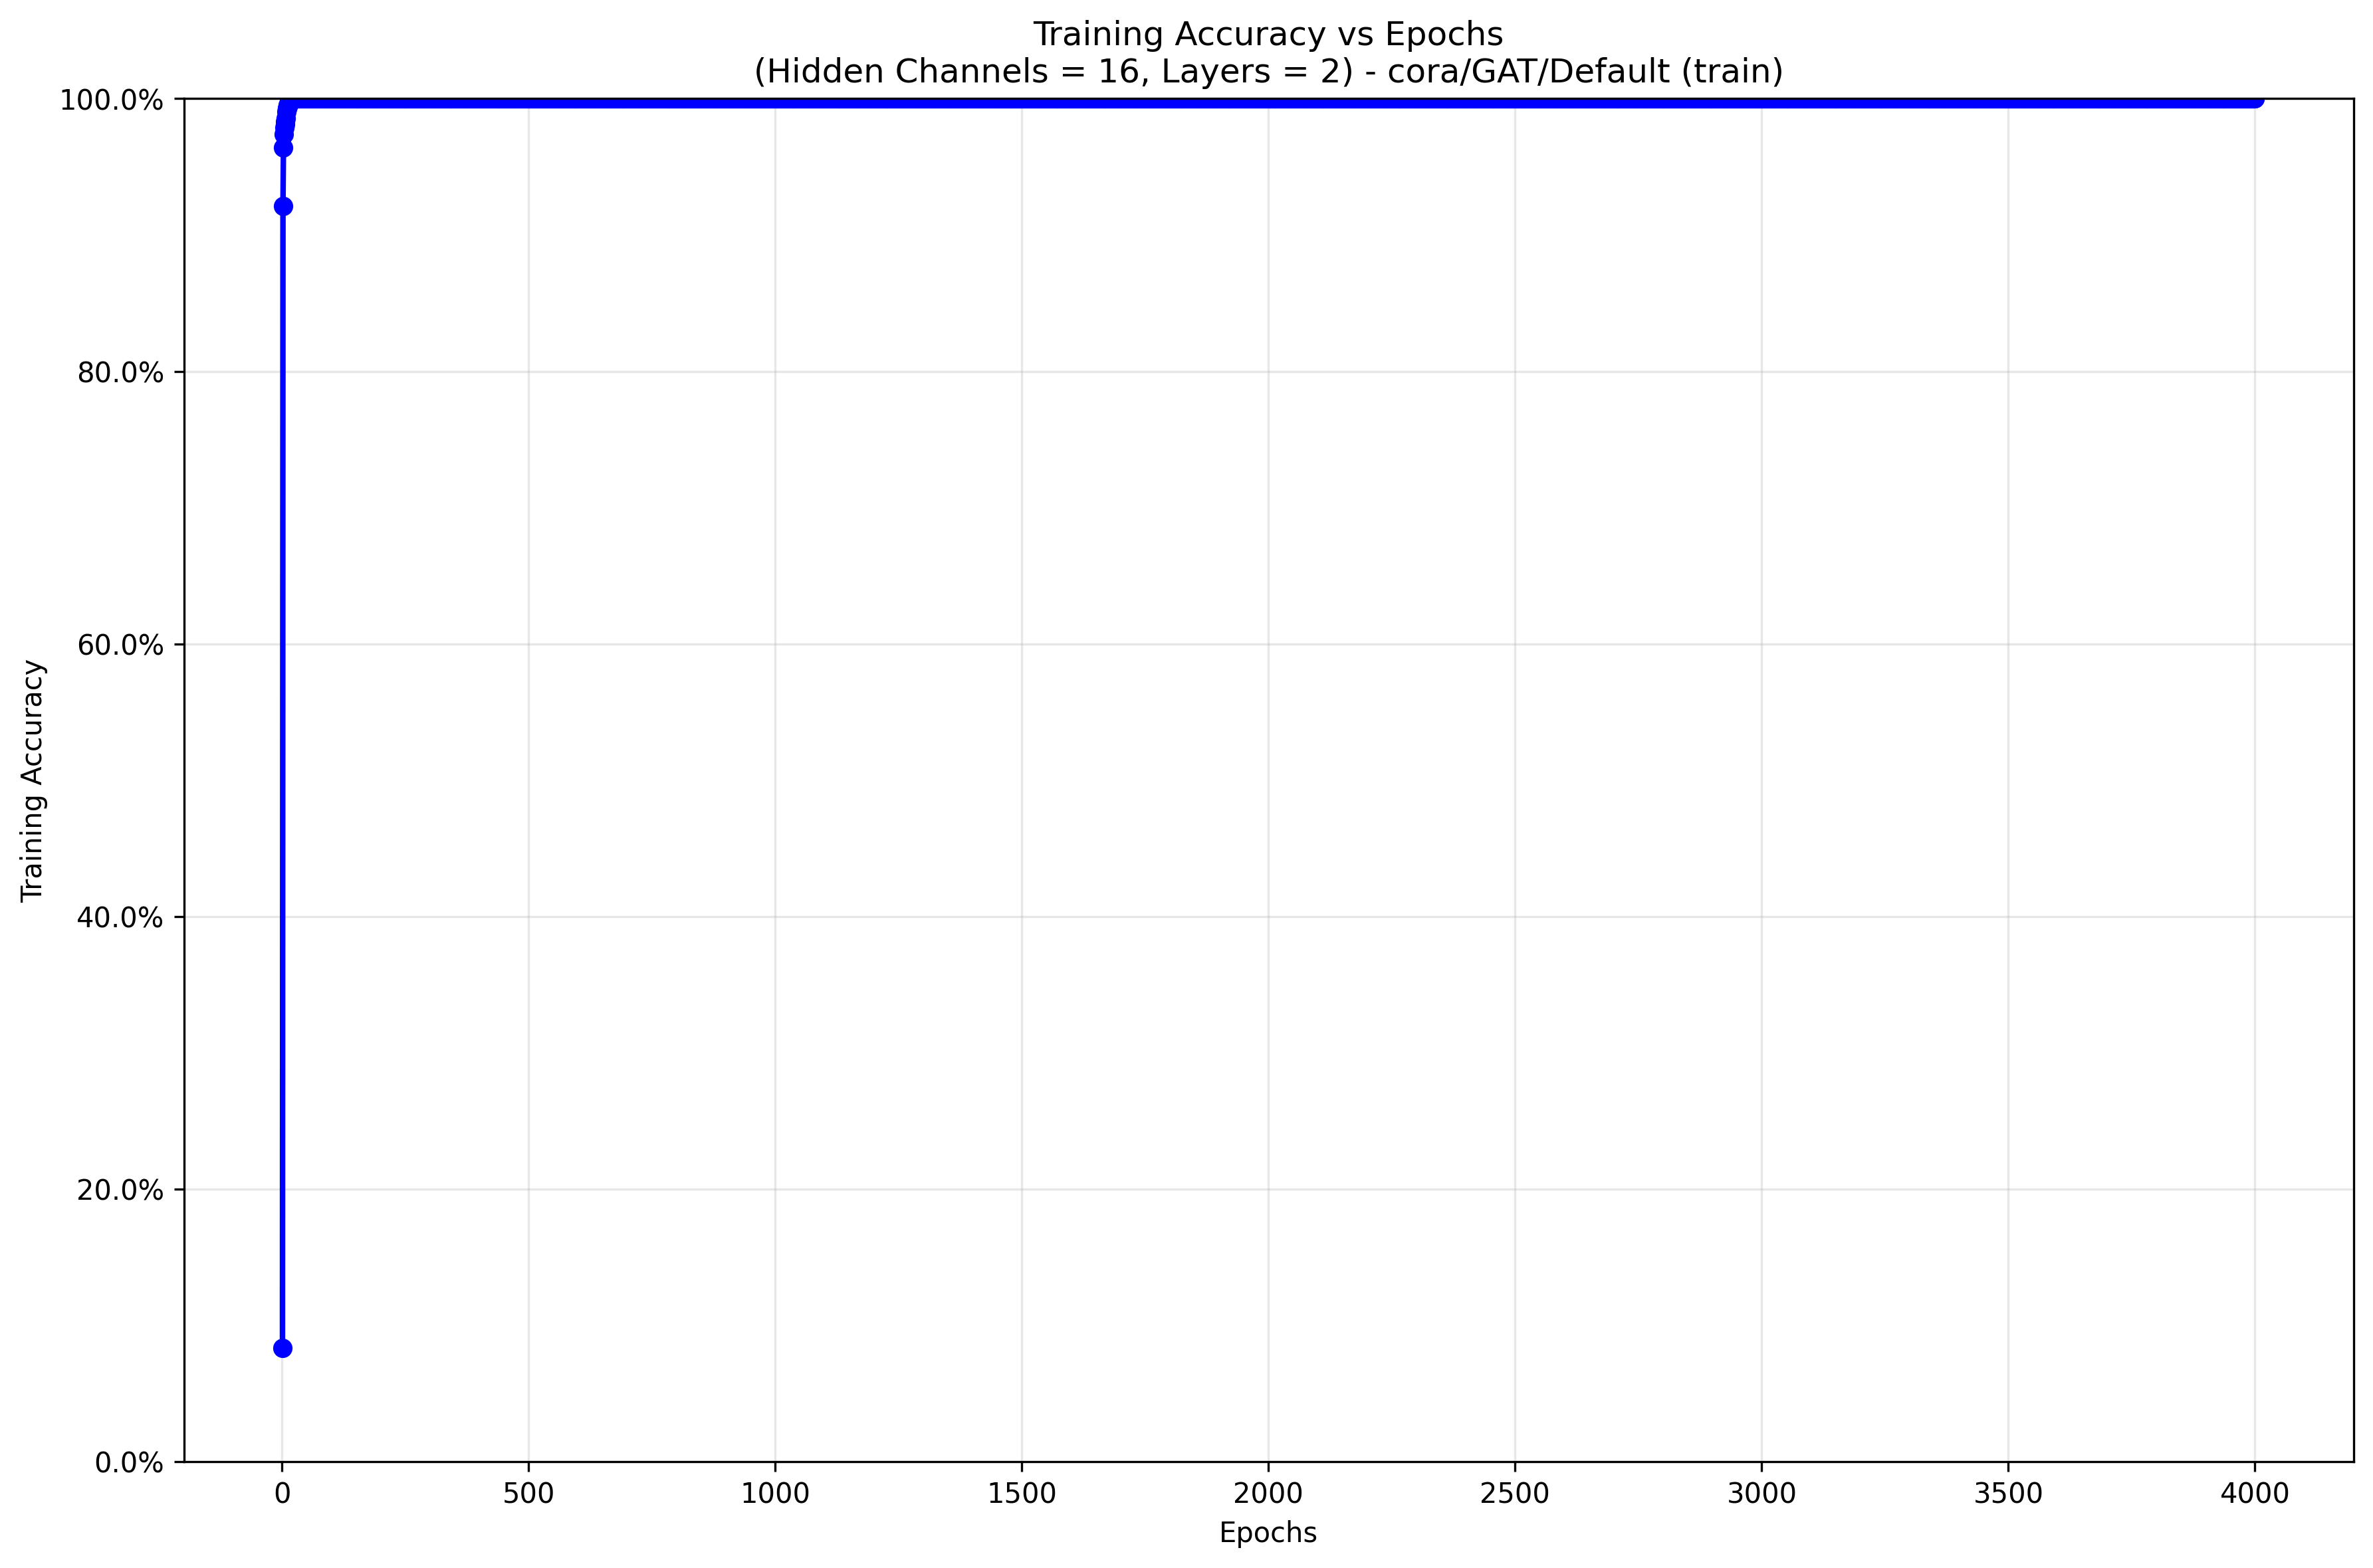 Training Accuracy vs Epochs
(Hidden Channels = 16, Layers = 2) - cora/GAT/Default (train)
100.0%
80.0%
60.0%
40.0%
20.0%
0.0%
Training Accuracy
0 500 1000 1500 2000 2500 3000 3500 4000
Epochs